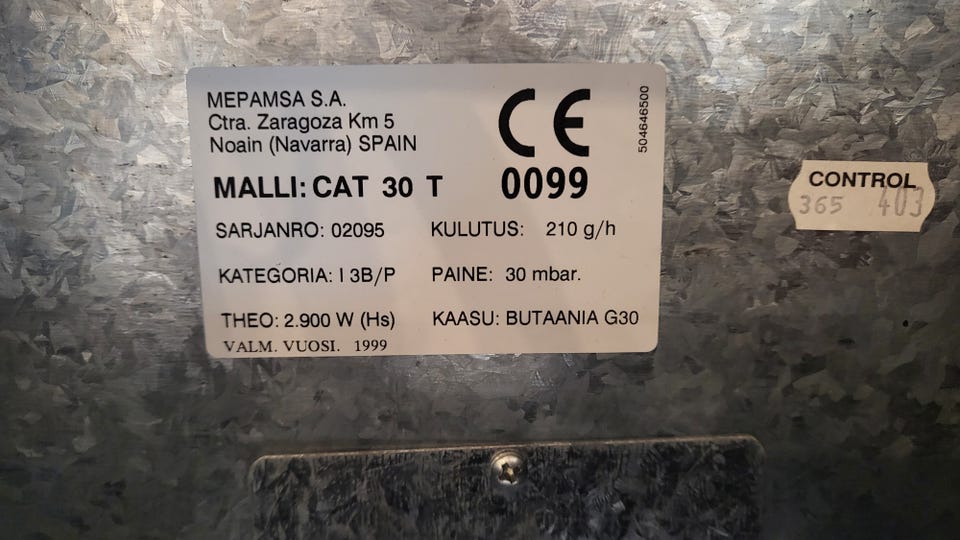 MEPAMSA S.A.
Ctra. Zaragoza Km 5
Noain (Navarra) SPAIN
CE
504646500
MALLI: CAT 30 T
0099
SARJANRO: 02095
KULUTUS: 210 g/h
KATEGORIA: I 3B/P
PAINE: 30 mbar.
THEO: 2.900 W (Hs)
KAASU: BUTAANIA G30
VALM. VUOSI. 1999
CONTROL
365 403